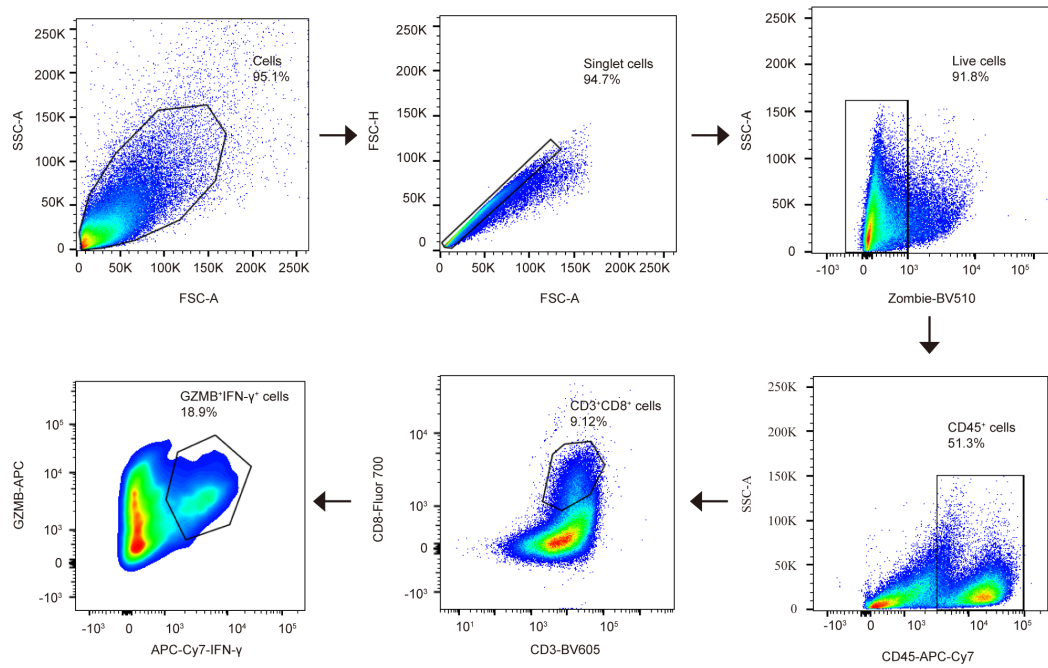 Cells
95.1%
250K
200K
150K
100K
50K
0
SSC-A
0 50K 100K 150K 200K 250K
FSC-A
Singlet cells
94.7%
250K
200K
150K
100K
50K
0
FSC-H
0 50K 100K 150K 200K 250K
FSC-A
Live cells
91.8%
250K
200K
150K
100K
50K
0
SSC-A
-10³ 0 10³ 10⁴ 10⁵
Zombie-BV510
GZMB⁺IFN-γ⁺ cells
18.9%
10⁵
10⁴
10³
0
-10³
GZMB-APC
-10³ 0 10³ 10⁴ 10⁵
APC-Cy7-IFN-γ
CD3⁺CD8⁺ cells
9.12%
10⁴
10³
0
-10³
CD8-Fluor 700
10¹ 10³ 10⁴ 10⁵
CD3-BV605
CD45⁺ cells
51.3%
250K
200K
150K
100K
50K
0
SSC-A
-10³ 0 10³ 10⁴ 10⁵
CD45-APC-Cy7